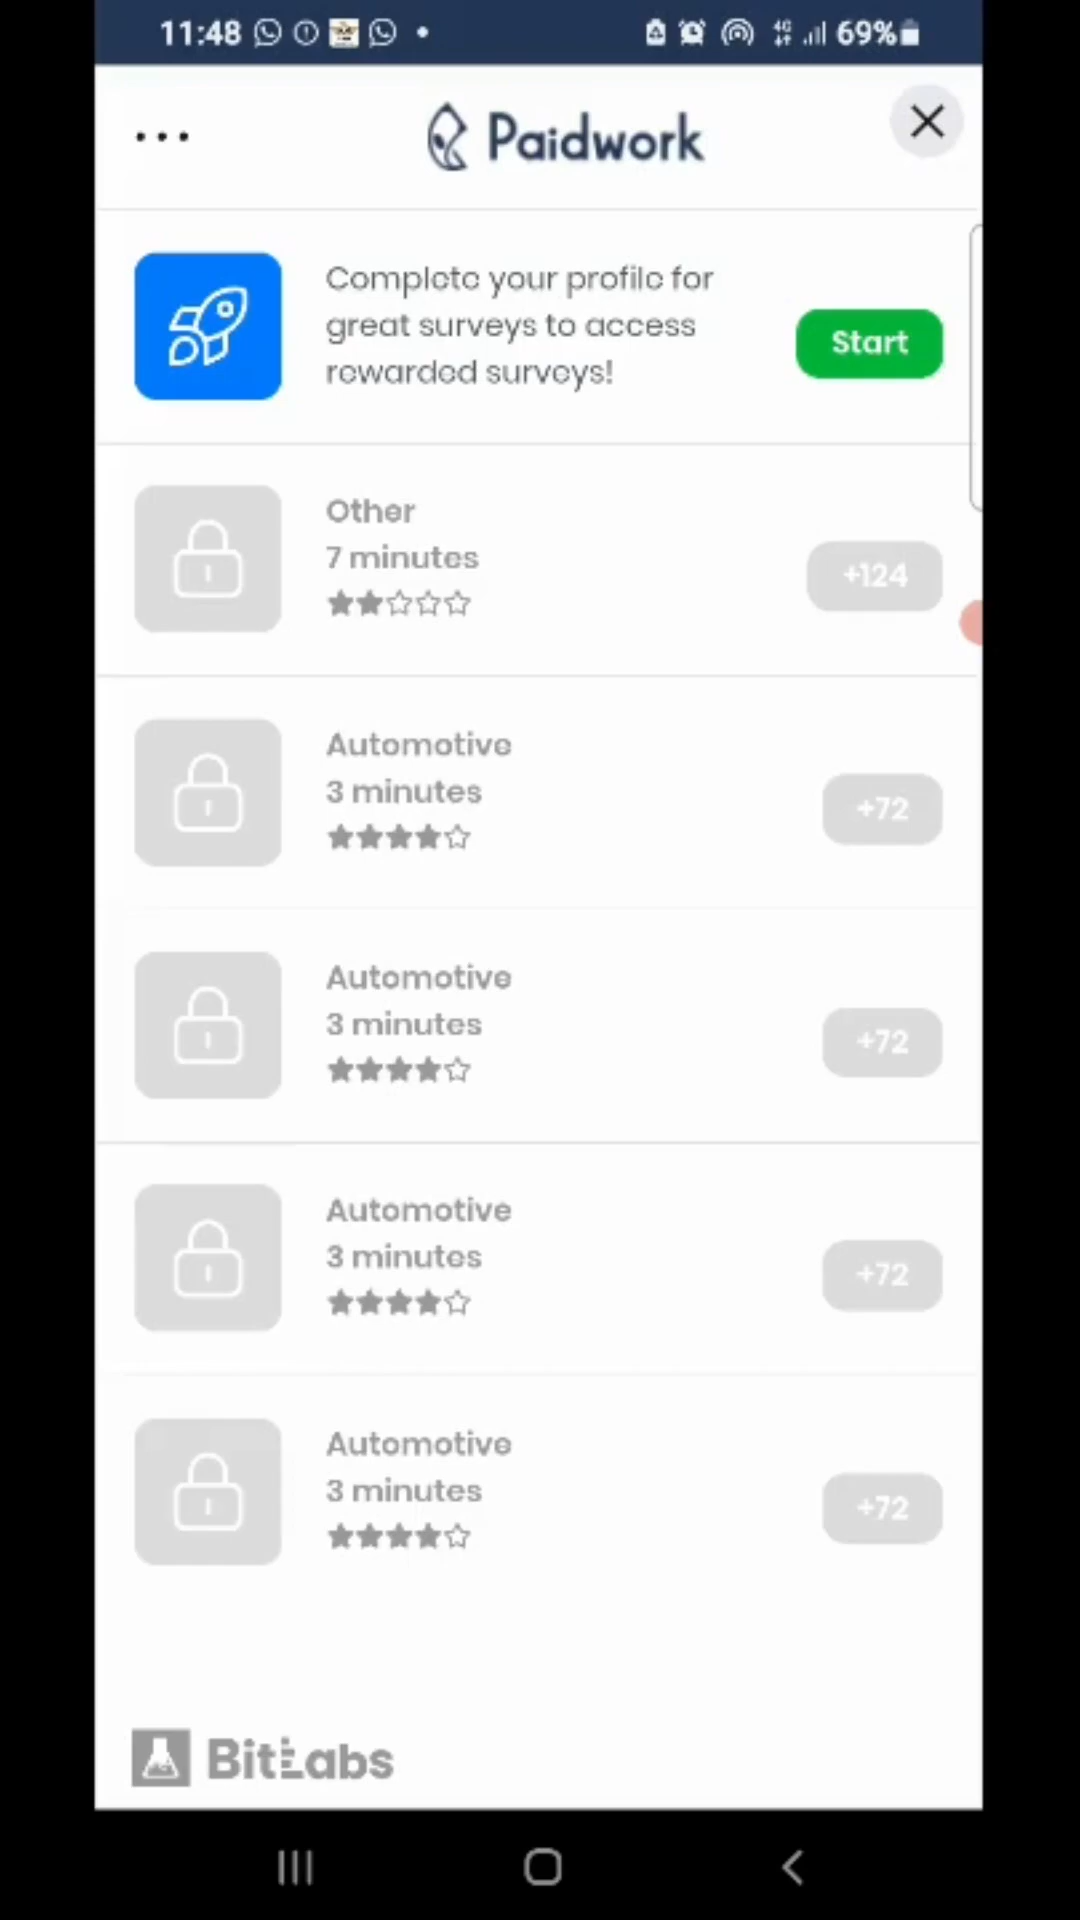 11:48 4G 69%
Paidwork
Complete your profile for
great surveys to access
rewarded surveys!
Start
Other
7 minutes
+124
Automotive
3 minutes
+72
Automotive
3 minutes
+72
Automotive
3 minutes
+72
Automotive
3 minutes
+72
BitLabs